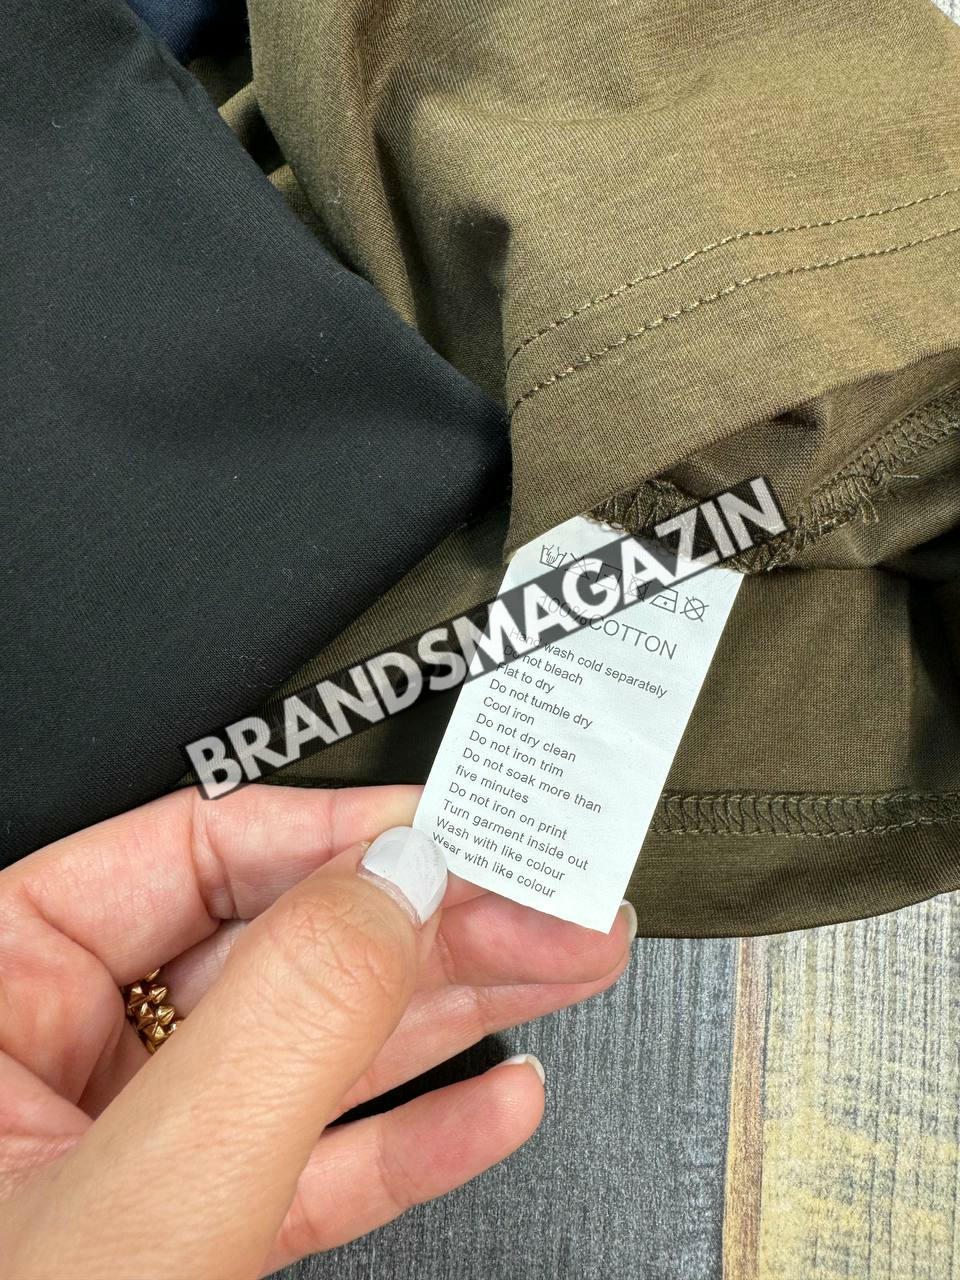 100%COTTON
Hand wash cold separately
Do not bleach
Flat to dry
Do not tumble dry
Cool iron
Do not dry clean
Do not iron trim
Do not soak more than
five minutes
Do not iron on print
Turn garment inside out
Wash with like colour
Wear with like colour
BRANDSMAGAZIN